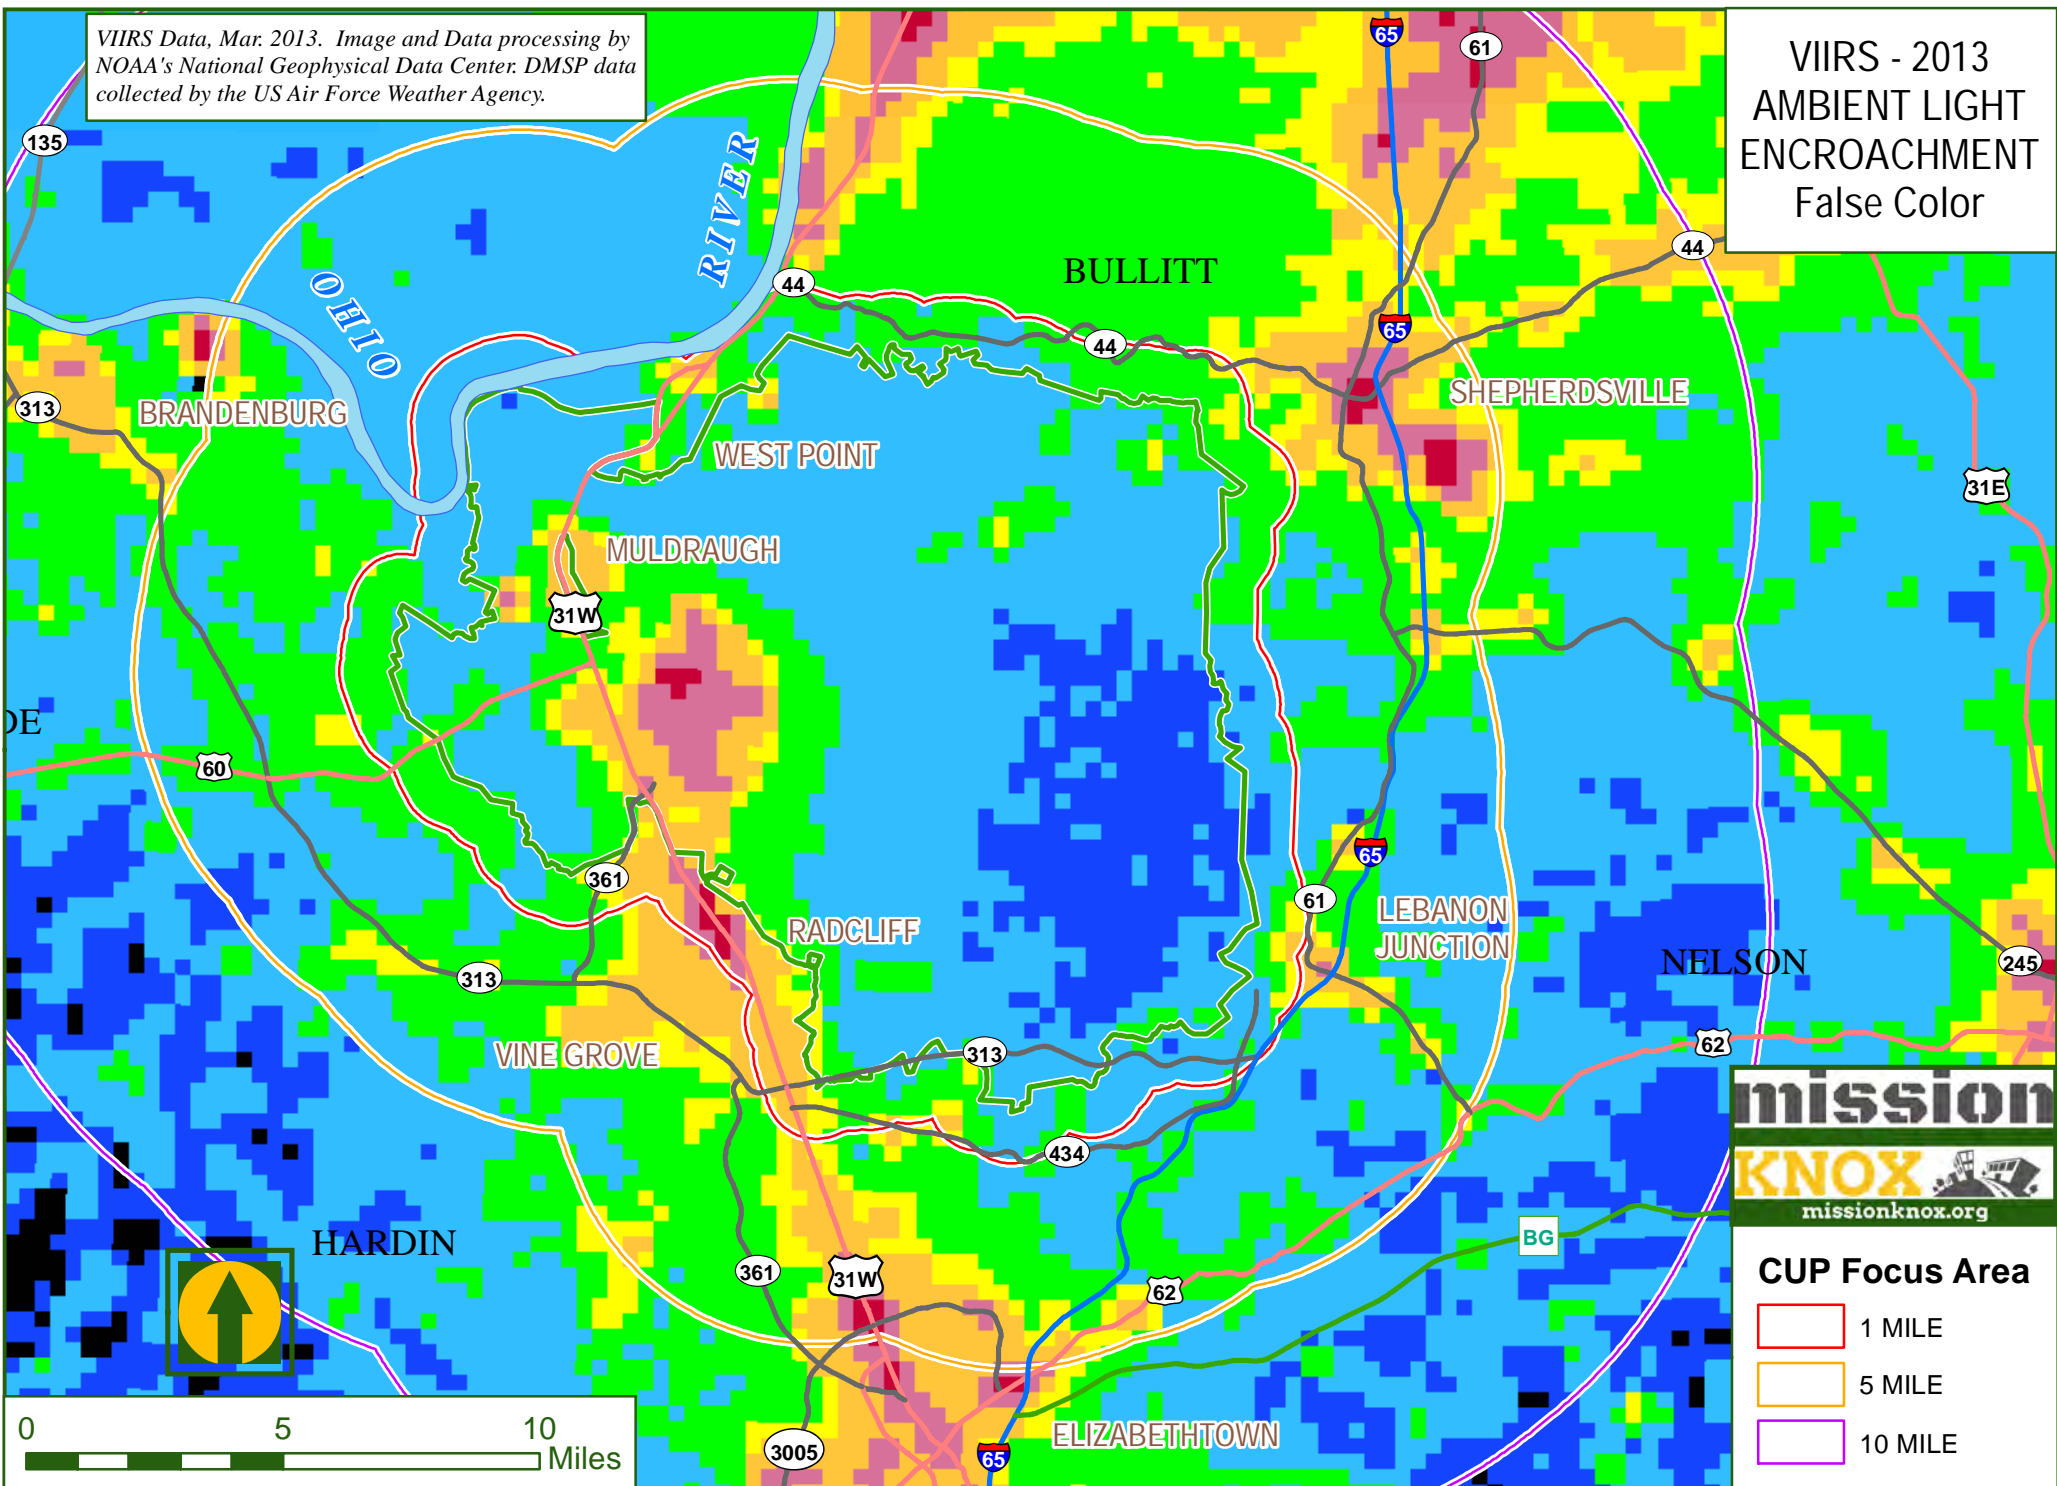 VIIRS Data, Mar. 2013. Image and Data processing by
NOAA's National Geophysical Data Center. DMSP data
collected by the US Air Force Weather Agency.
VIIRS - 2013
AMBIENT LIGHT
ENCROACHMENT
False Color
65
61
135
RIVER
44
44
BULLITT
OHIO
65
44
313
BRANDENBURG
SHEPHERDSVILLE
WEST POINT
31E
MULDRAUGH
31W
DE
60
65
361
61
LEBANON
JUNCTION
RADCLIFF
NELSON
245
313
VINE GROVE
313
62
434
mission
KNOX
missionknox.org
HARDIN
BG
361
31W
62
CUP Focus Area
1 MILE
5 MILE
10 MILE
0 5 10
Miles
3005
65
ELIZABETHTOWN